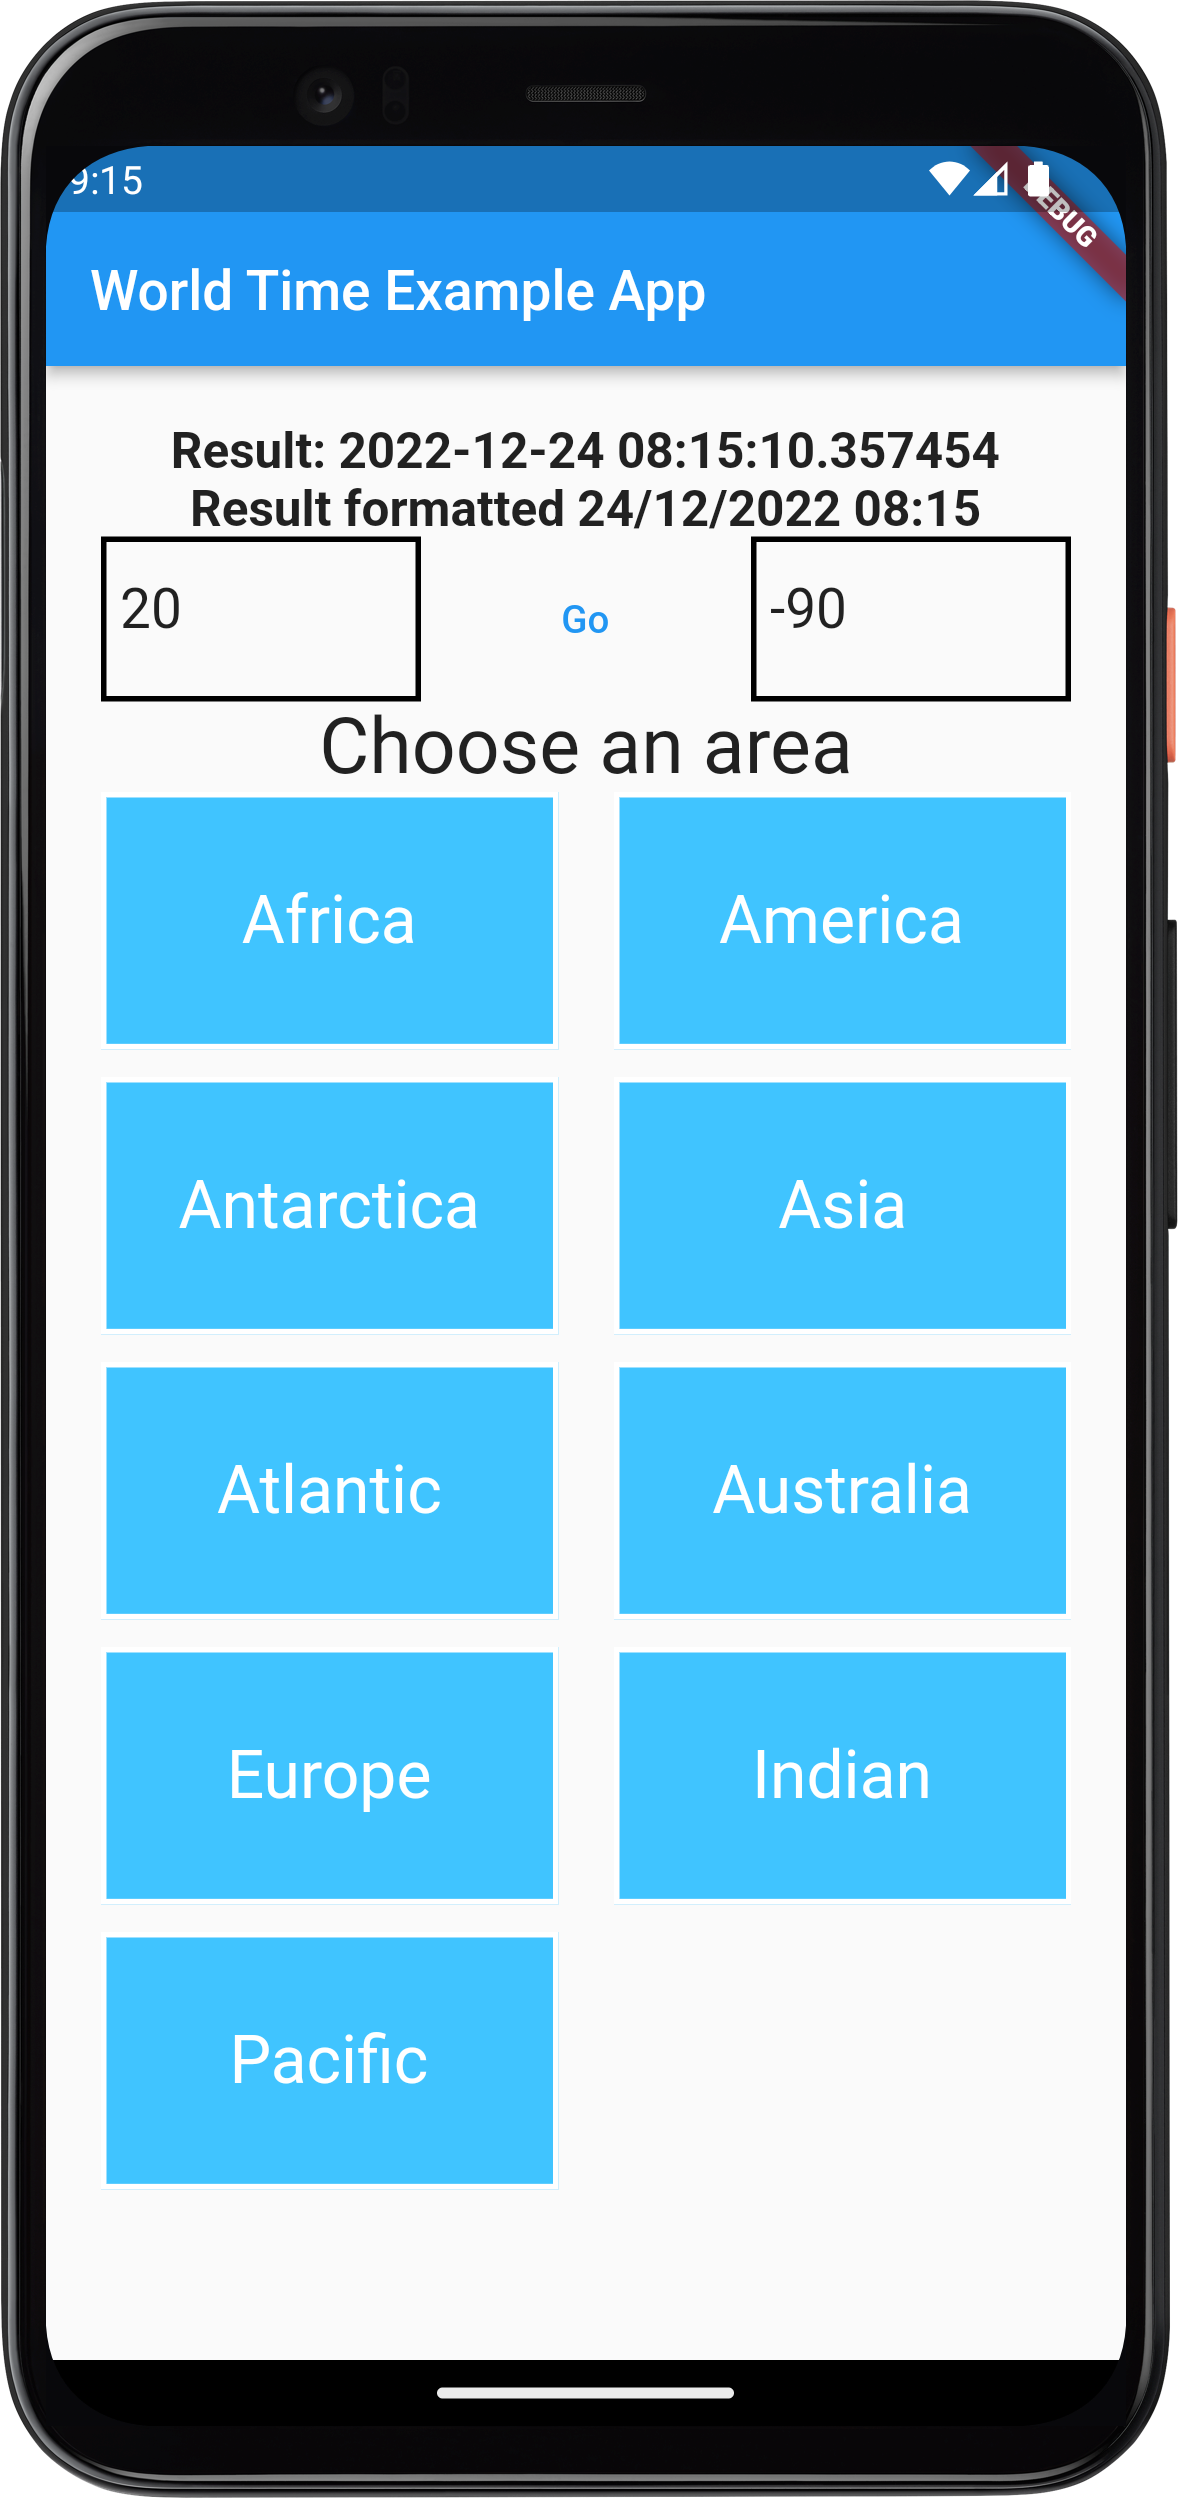 9:15
DEBUG
World Time Example App
Result: 2022-12-24 08:15:10.357454
Result formatted 24/12/2022 08:15
20
Go
-90
Choose an area
Africa
America
Antarctica
Asia
Atlantic
Australia
Europe
Indian
Pacific